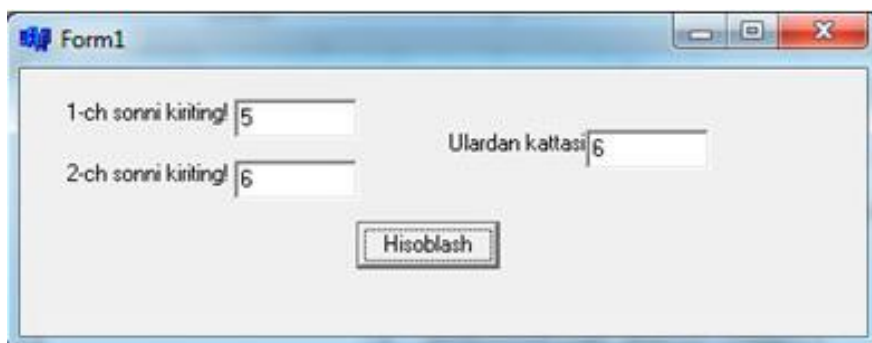 Form1
1-ch sonni kiriting! 5
Ulardan kattasi 6
2-ch sonni kiriting! 6
Hisoblash